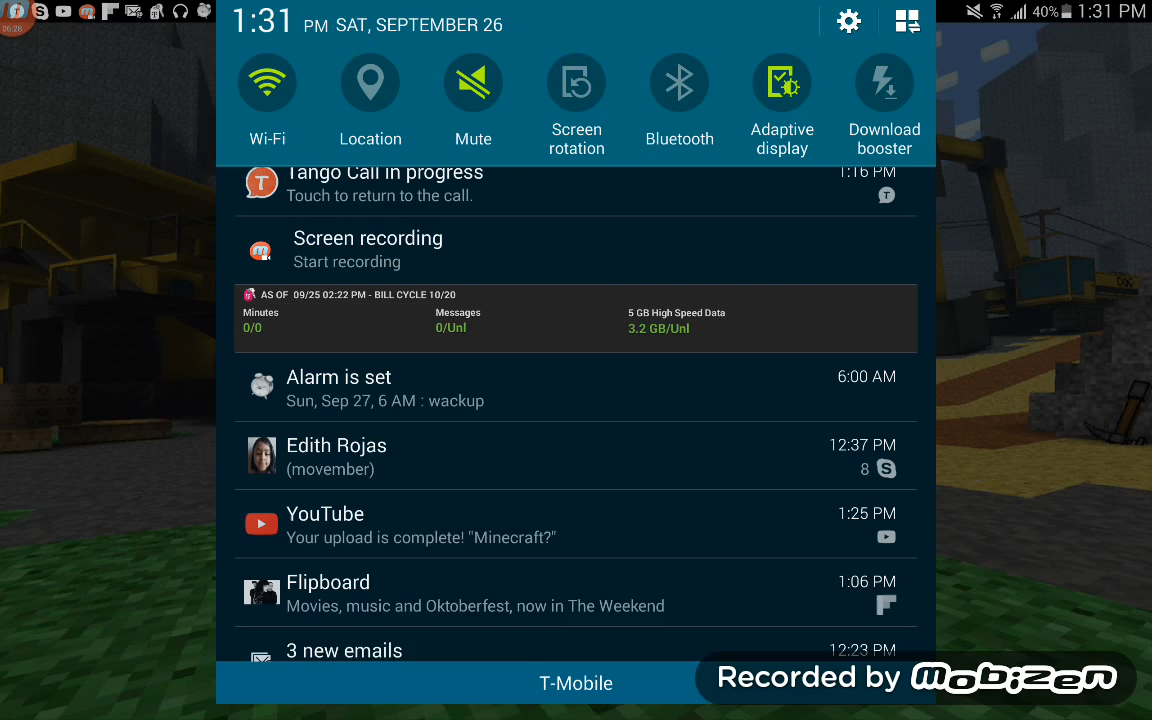 06:28
40% 1:31 PM
1:31 PM SAT, SEPTEMBER 26
Wi-Fi
Location
Mute
Screen rotation
Bluetooth
Adaptive display
Download booster
Tango Call in progress 1:16 PM
Touch to return to the call.
Screen recording
Start recording
AS OF 09/25 02:22 PM - BILL CYCLE 10/20
Minutes Messages 5 GB High Speed Data
0/0 0/Unl 3.2 GB/Unl
Alarm is set 6:00 AM
Sun, Sep 27, 6 AM : wackup
Edith Rojas 12:37 PM
(movember) 8
YouTube 1:25 PM
Your upload is complete! "Minecraft?"
Flipboard 1:06 PM
Movies, music and Oktoberfest, now in The Weekend
3 new emails 12:23 PM
T-Mobile
Recorded by mobizen